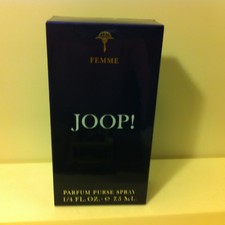 FEMME
JOOP!
PARFUM PURSE SPRAY
1/4 FL.OZ.- ℮ 7.5 ML